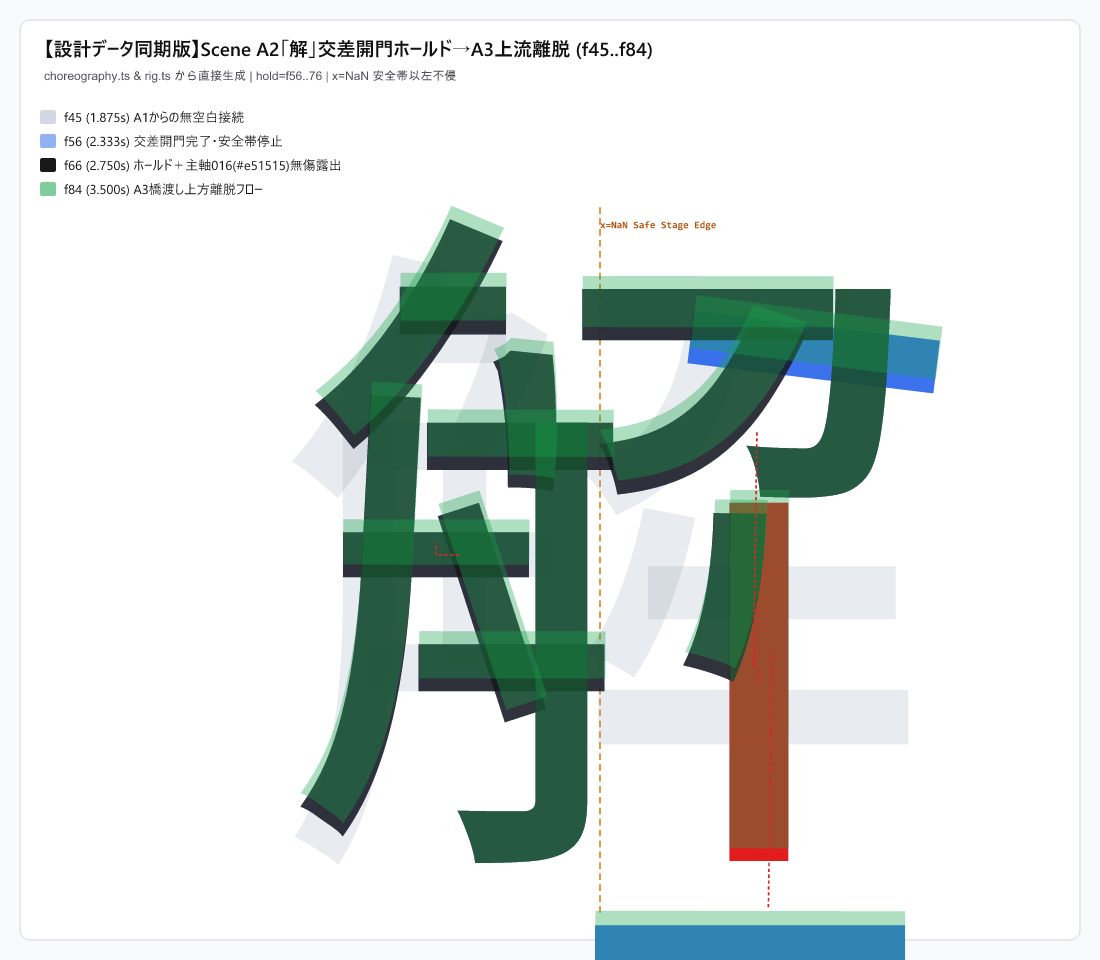 【設計データ同期版】Scene A2「解」交差開門ホールド→A3上流離脱 (f45..f84)
choreography.ts & rig.ts から直接生成 | hold=f56..76 | x=NaN 安全帯以左不侵
f45 (1.875s) A1からの無空白接続
f56 (2.333s) 交差開門完了・安全帯停止
f66 (2.750s) ホールド＋主軸016(#e51515)無傷露出
f84 (3.500s) A3橋渡し上方離脱フロー
x=NaN Safe Stage Edge